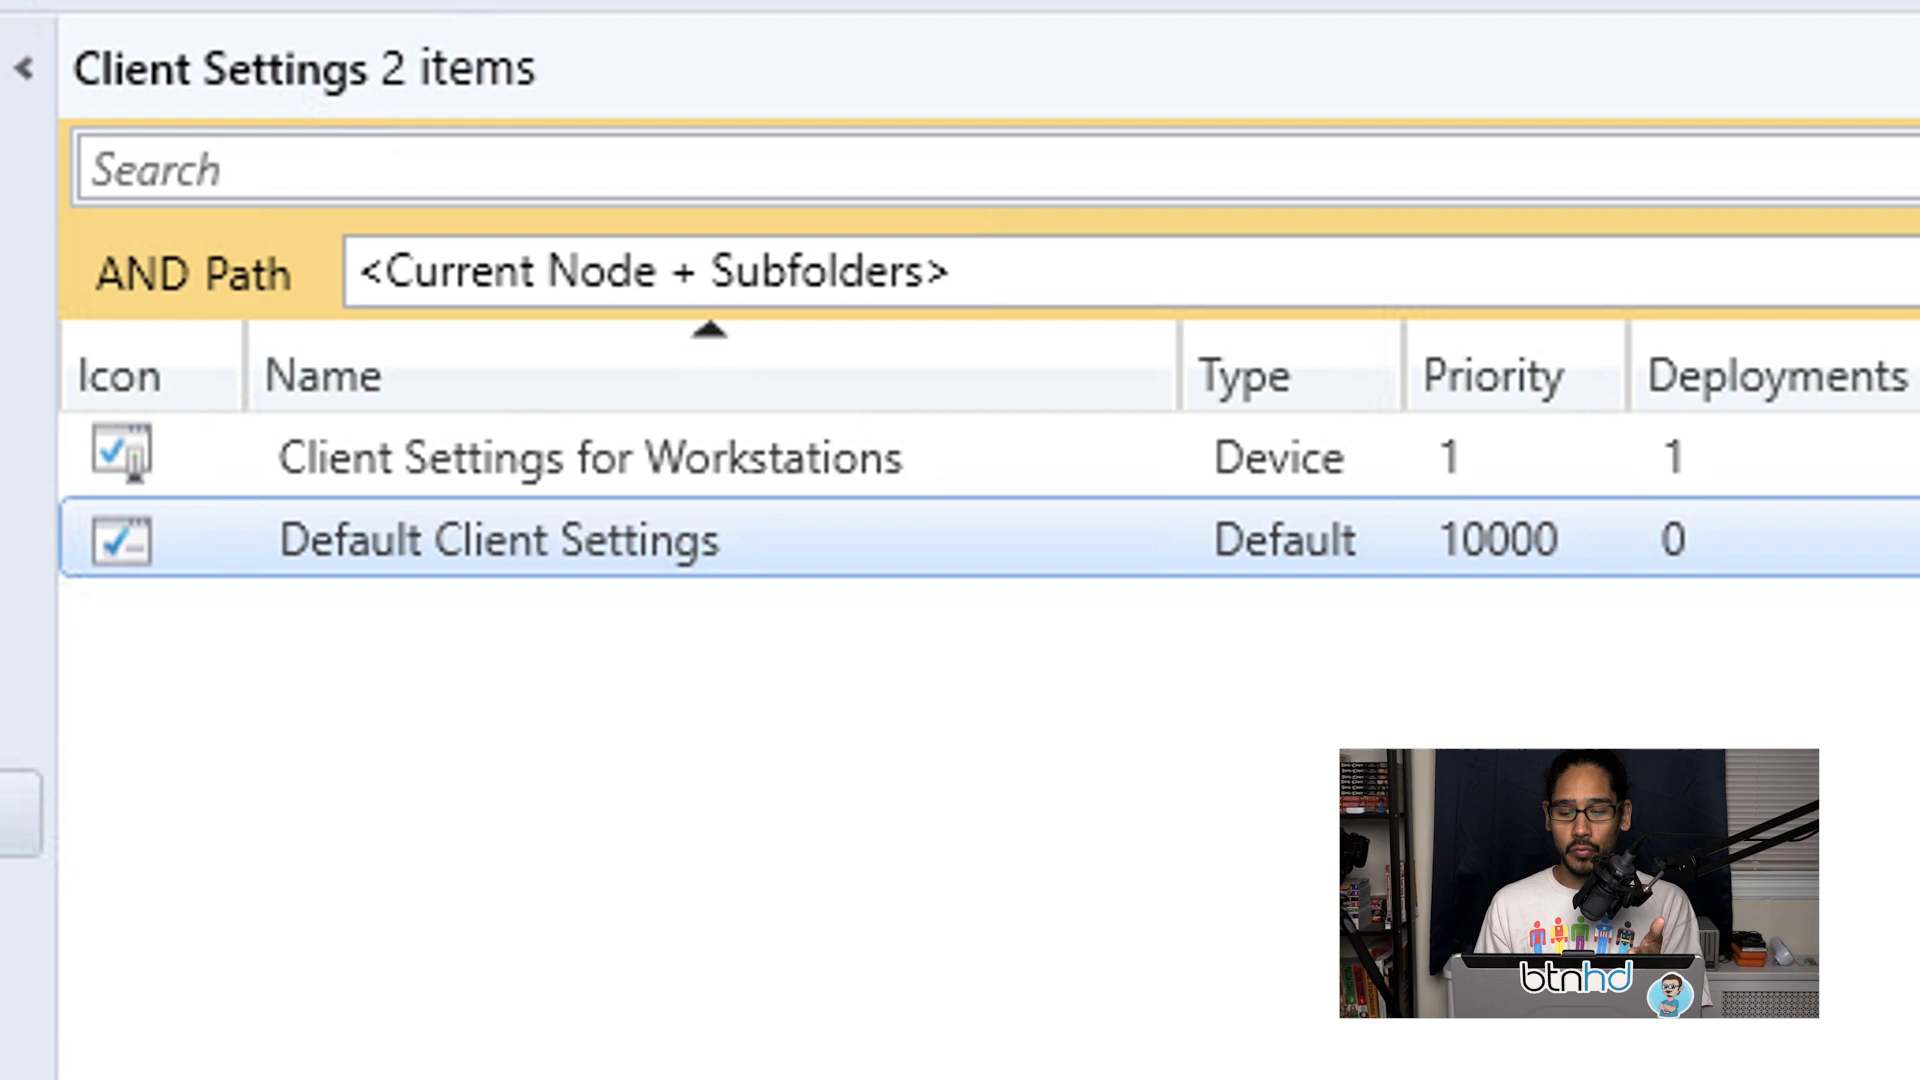 Client Settings 2 items
Search
AND Path <Current Node + Subfolders>
Icon Name Type Priority Deployments
Client Settings for Workstations Device 1 1
Default Client Settings Default 10000 0
btnhd